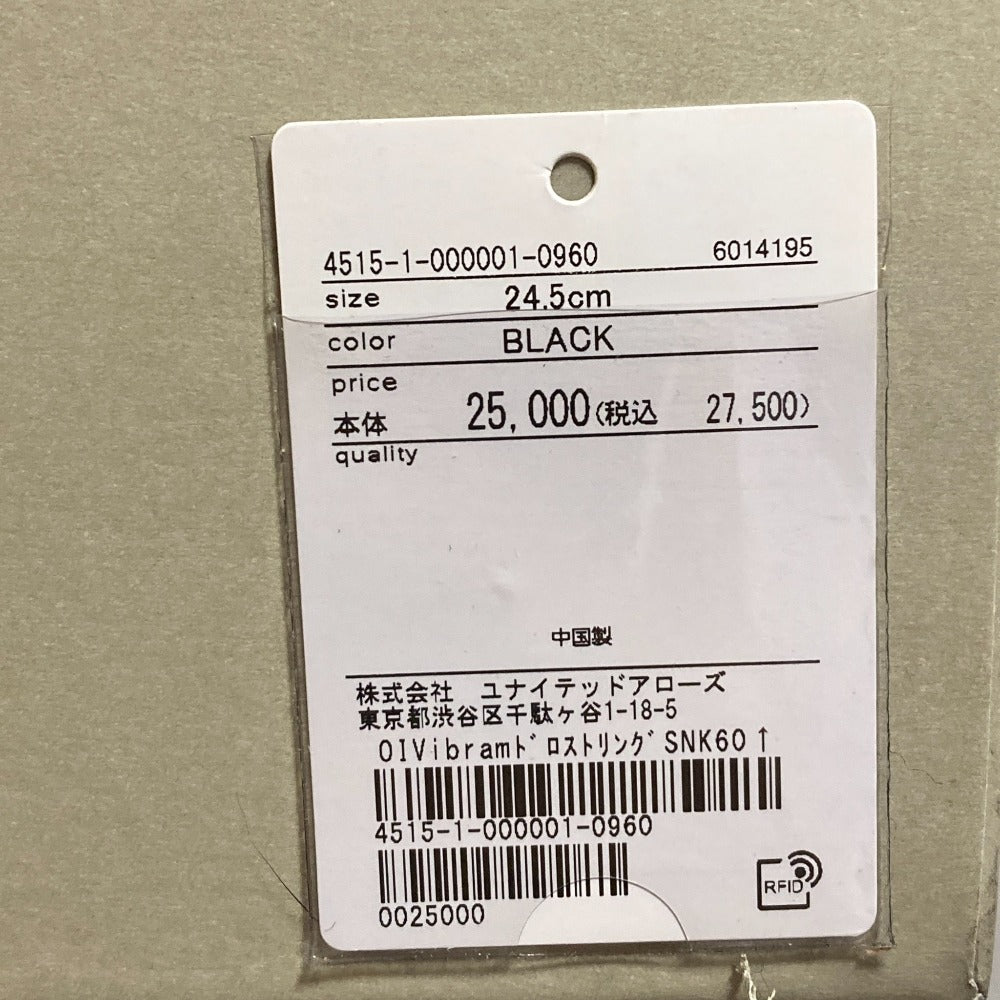 4515-1-000001-0960 6014195
size 24.5cm
color BLACK
price
本体 25,000(税込 27,500)
quality
中国製
株式会社 ユナイテッドアローズ
東京都渋谷区千駄ヶ谷1-18-5
OIVibramドロストリングSNK60↑
4515-1-000001-0960
0025000
RFID